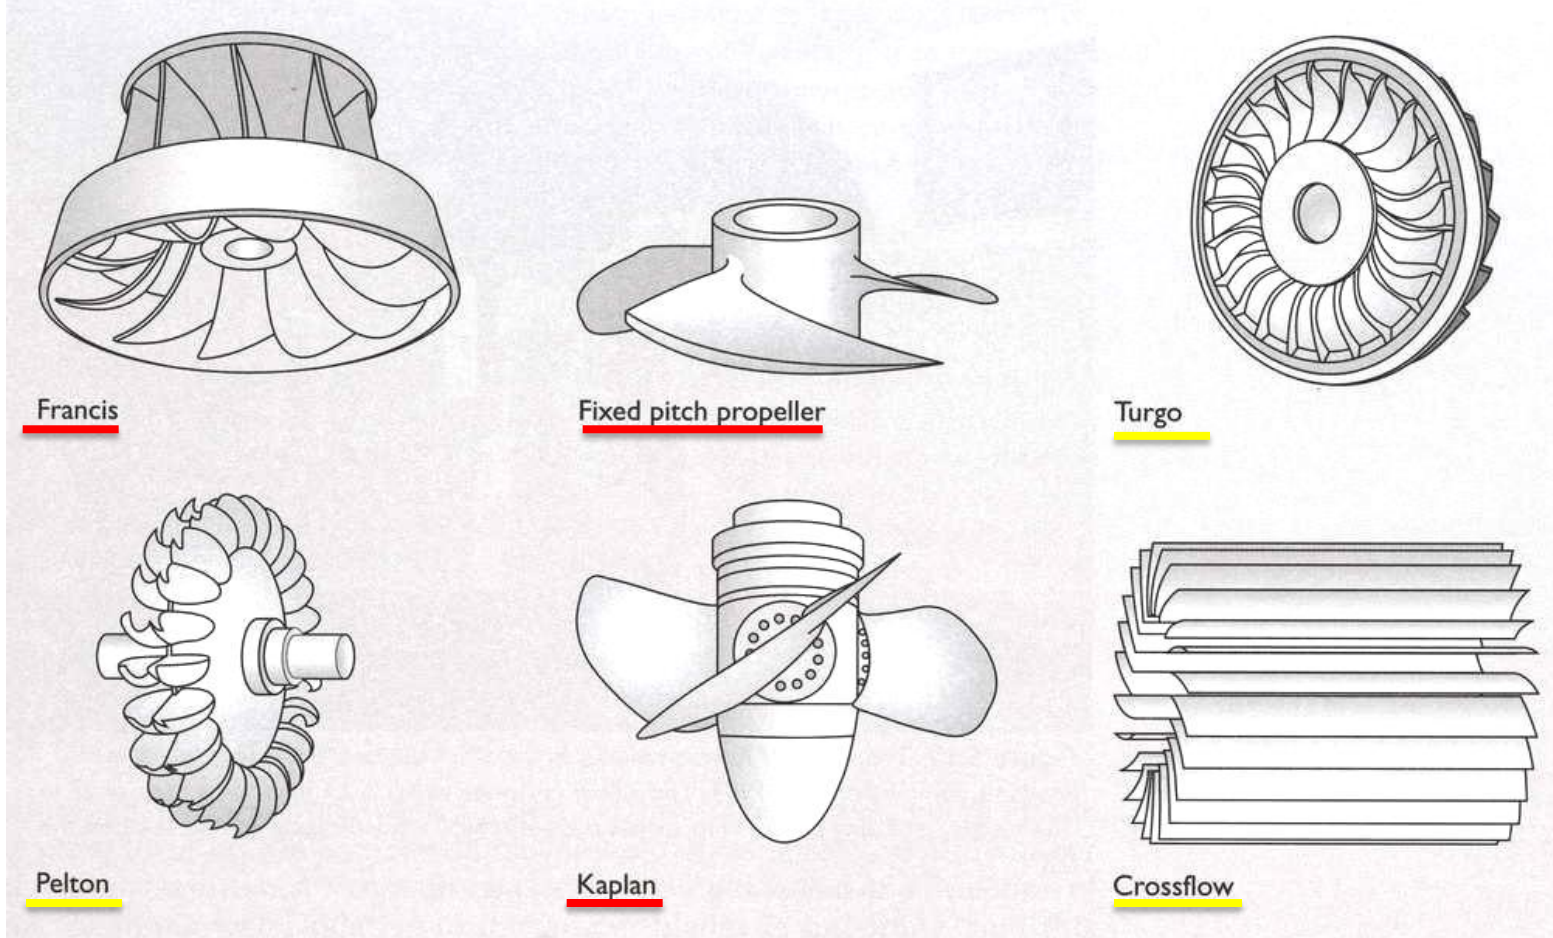 Francis
Fixed pitch propeller
Turgo
Pelton
Kaplan
Crossflow